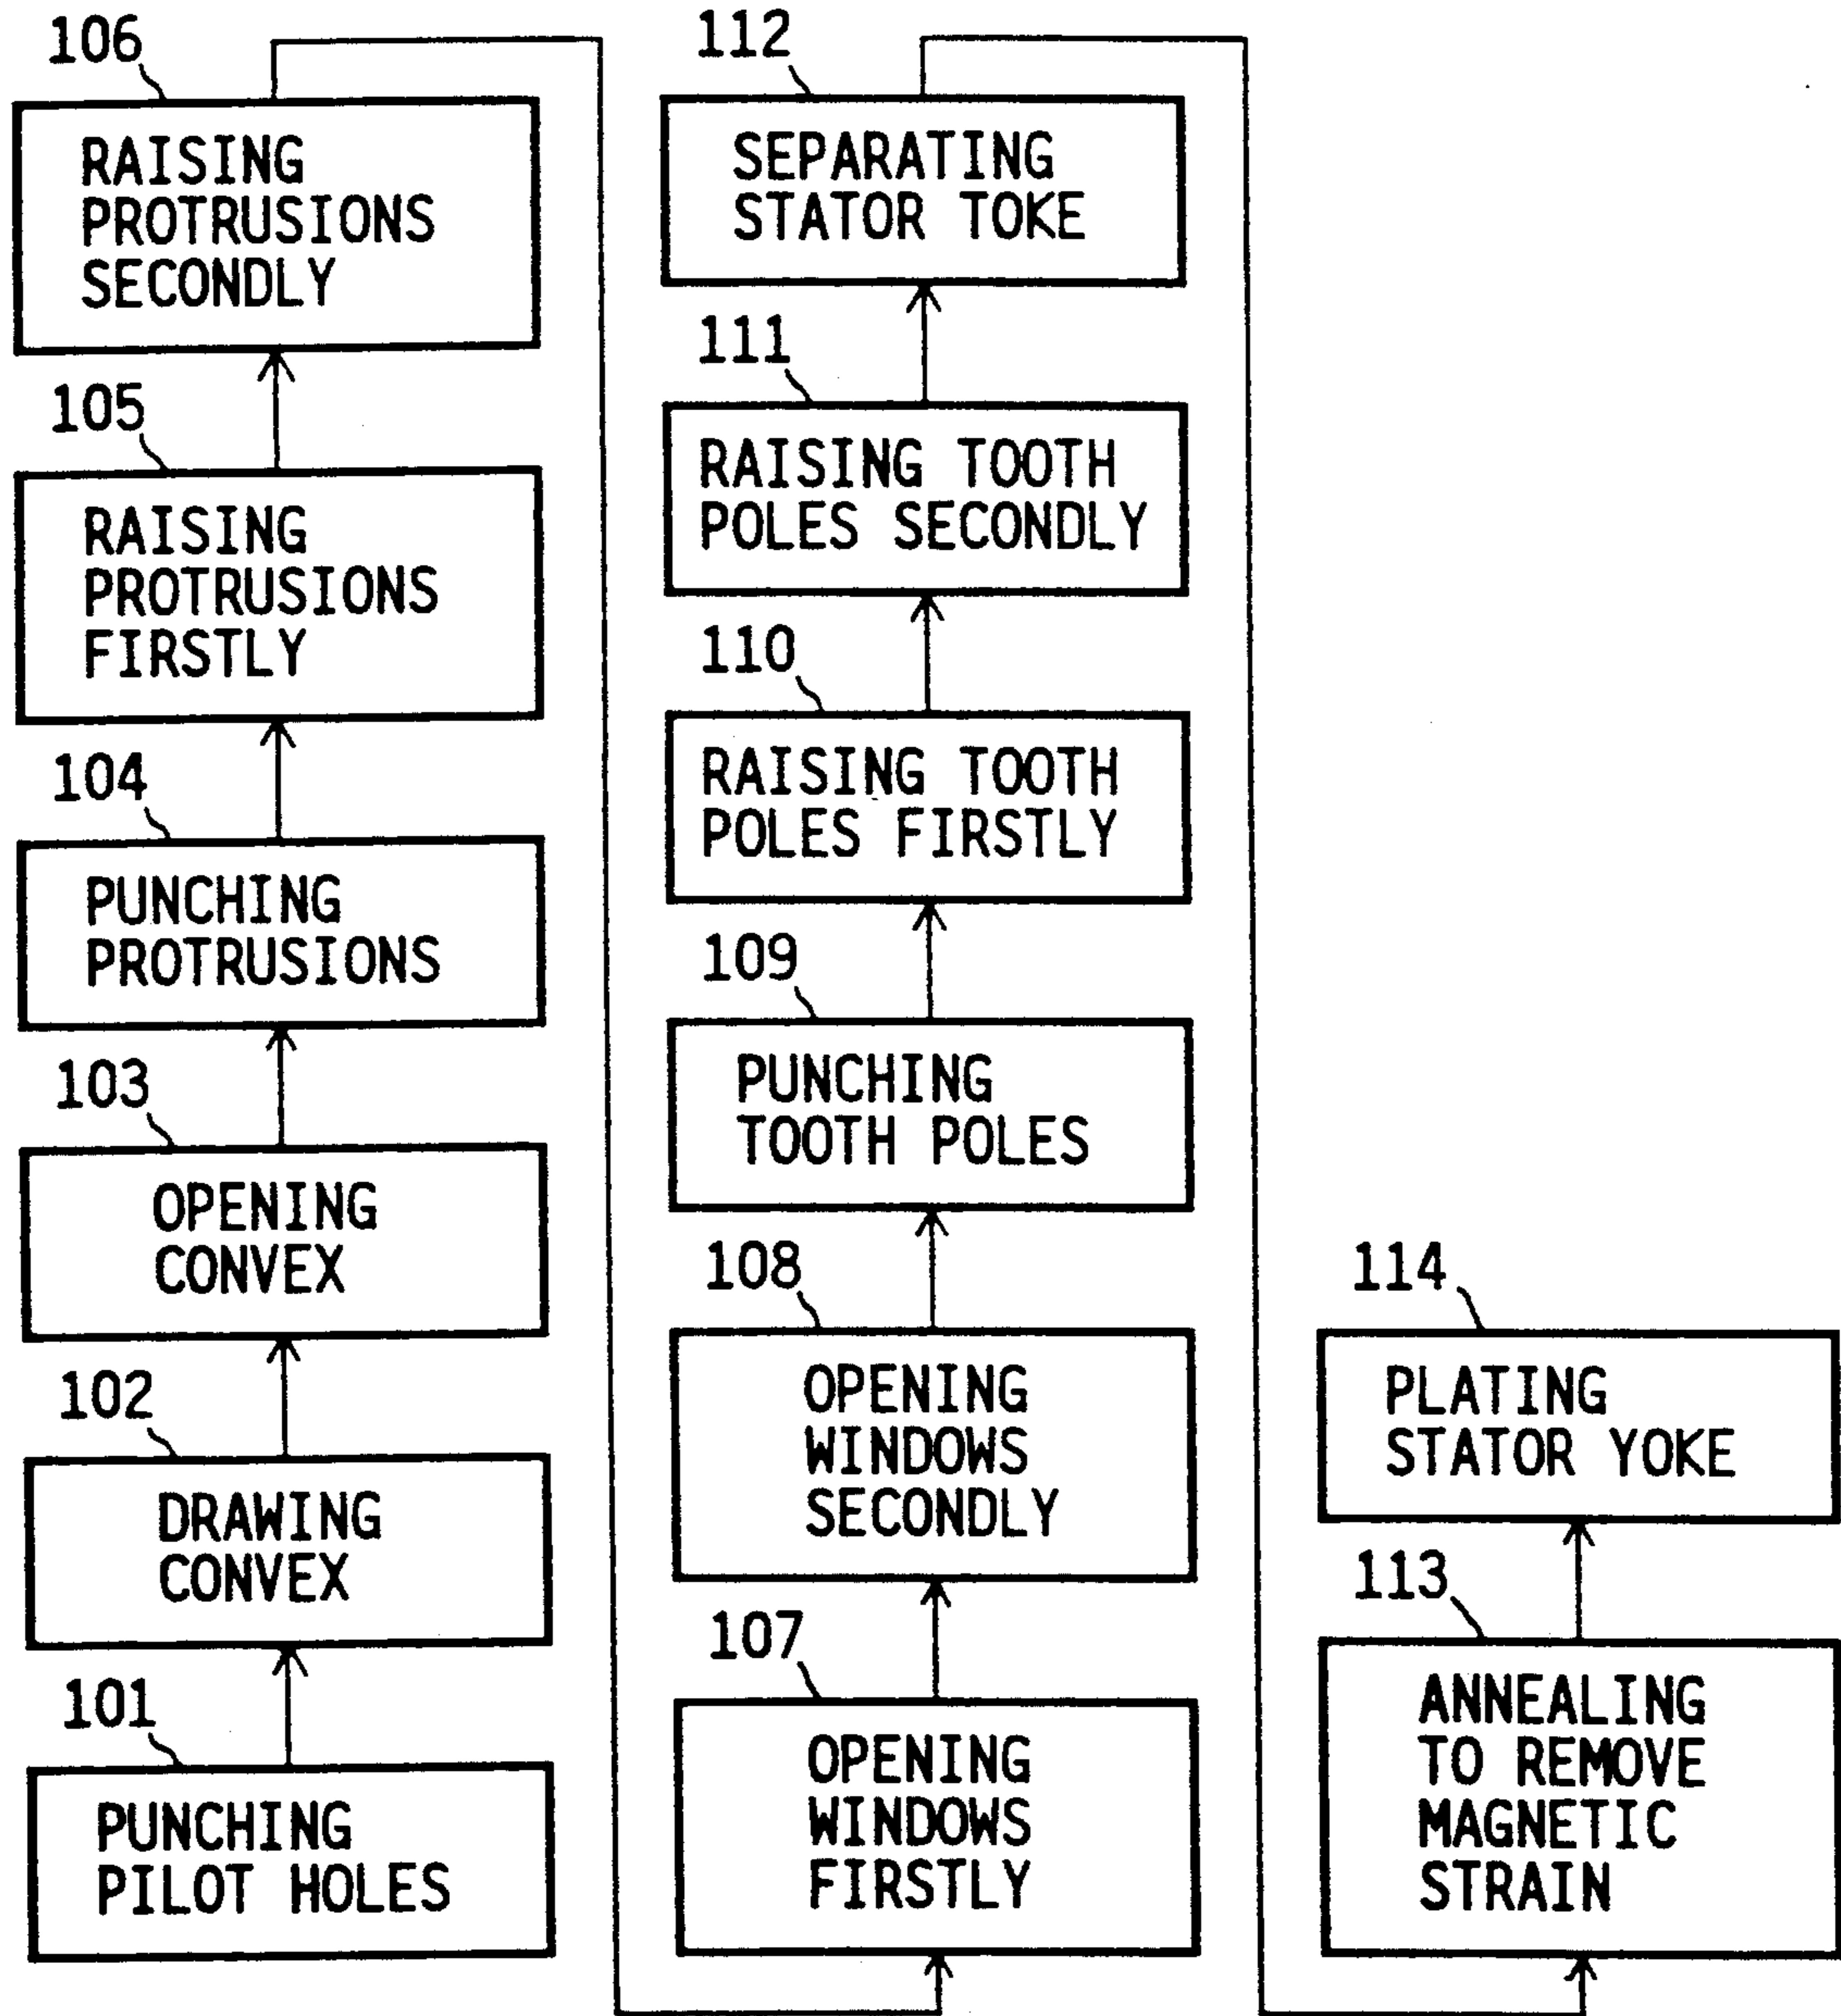 106
RAISING
PROTRUSIONS
SECONDLY
105
RAISING
PROTRUSIONS
FIRSTLY
104
PUNCHING
PROTRUSIONS
103
OPENING
CONVEX
102
DRAWING
CONVEX
101
PUNCHING
PILOT HOLES
112
SEPARATING
STATOR TOKE
111
RAISING TOOTH
POLES SECONDLY
110
RAISING TOOTH
POLES FIRSTLY
109
PUNCHING
TOOTH POLES
108
OPENING
WINDOWS
SECONDLY
107
OPENING
WINDOWS
FIRSTLY
114
PLATING
STATOR YOKE
113
ANNEALING
TO REMOVE
MAGNETIC
STRAIN